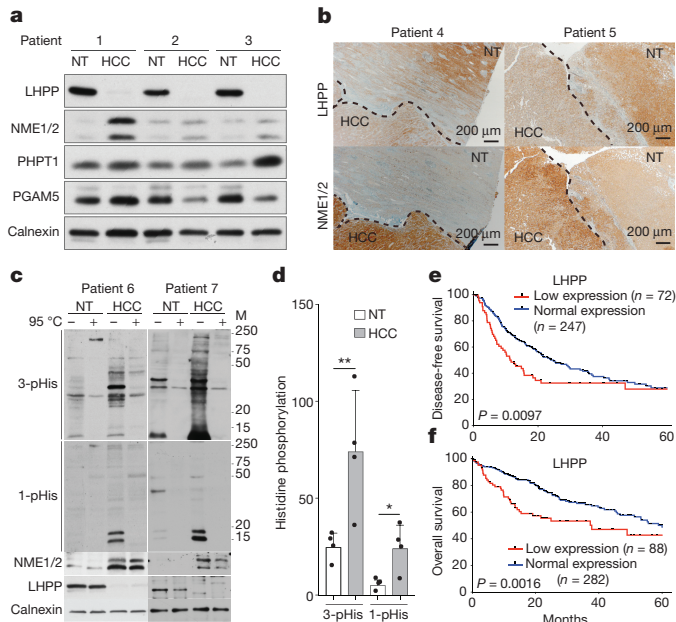 a
Patient 1 2 3
NT HCC NT HCC NT HCC
LHPP
NME1/2
PHPT1
PGAM5
Calnexin
b
Patient 4 Patient 5
LHPP
NT
HCC
200 μm
NT
HCC
200 μm
NME1/2
NT
HCC
200 μm
NT
HCC
200 μm
c
Patient 6 Patient 7
NT HCC NT HCC
95 °C – + – + – + – + M
3-pHis
250
75
50
20
15
1-pHis
250
75
50
20
15
NME1/2
LHPP
Calnexin
d
Histidine phosphorylation
150
100
50
0
NT
HCC
**
*
3-pHis 1-pHis
e
LHPP
Low expression (n = 72)
Normal expression
(n = 247)
Disease-free survival
100
80
60
40
20
0
P = 0.0097
0 20 40 60
f
LHPP
Overall survival
100
80
60
40
20
0
Low expression (n = 88)
Normal expression
(n = 282)
P = 0.0016
0 20 40 60
Months